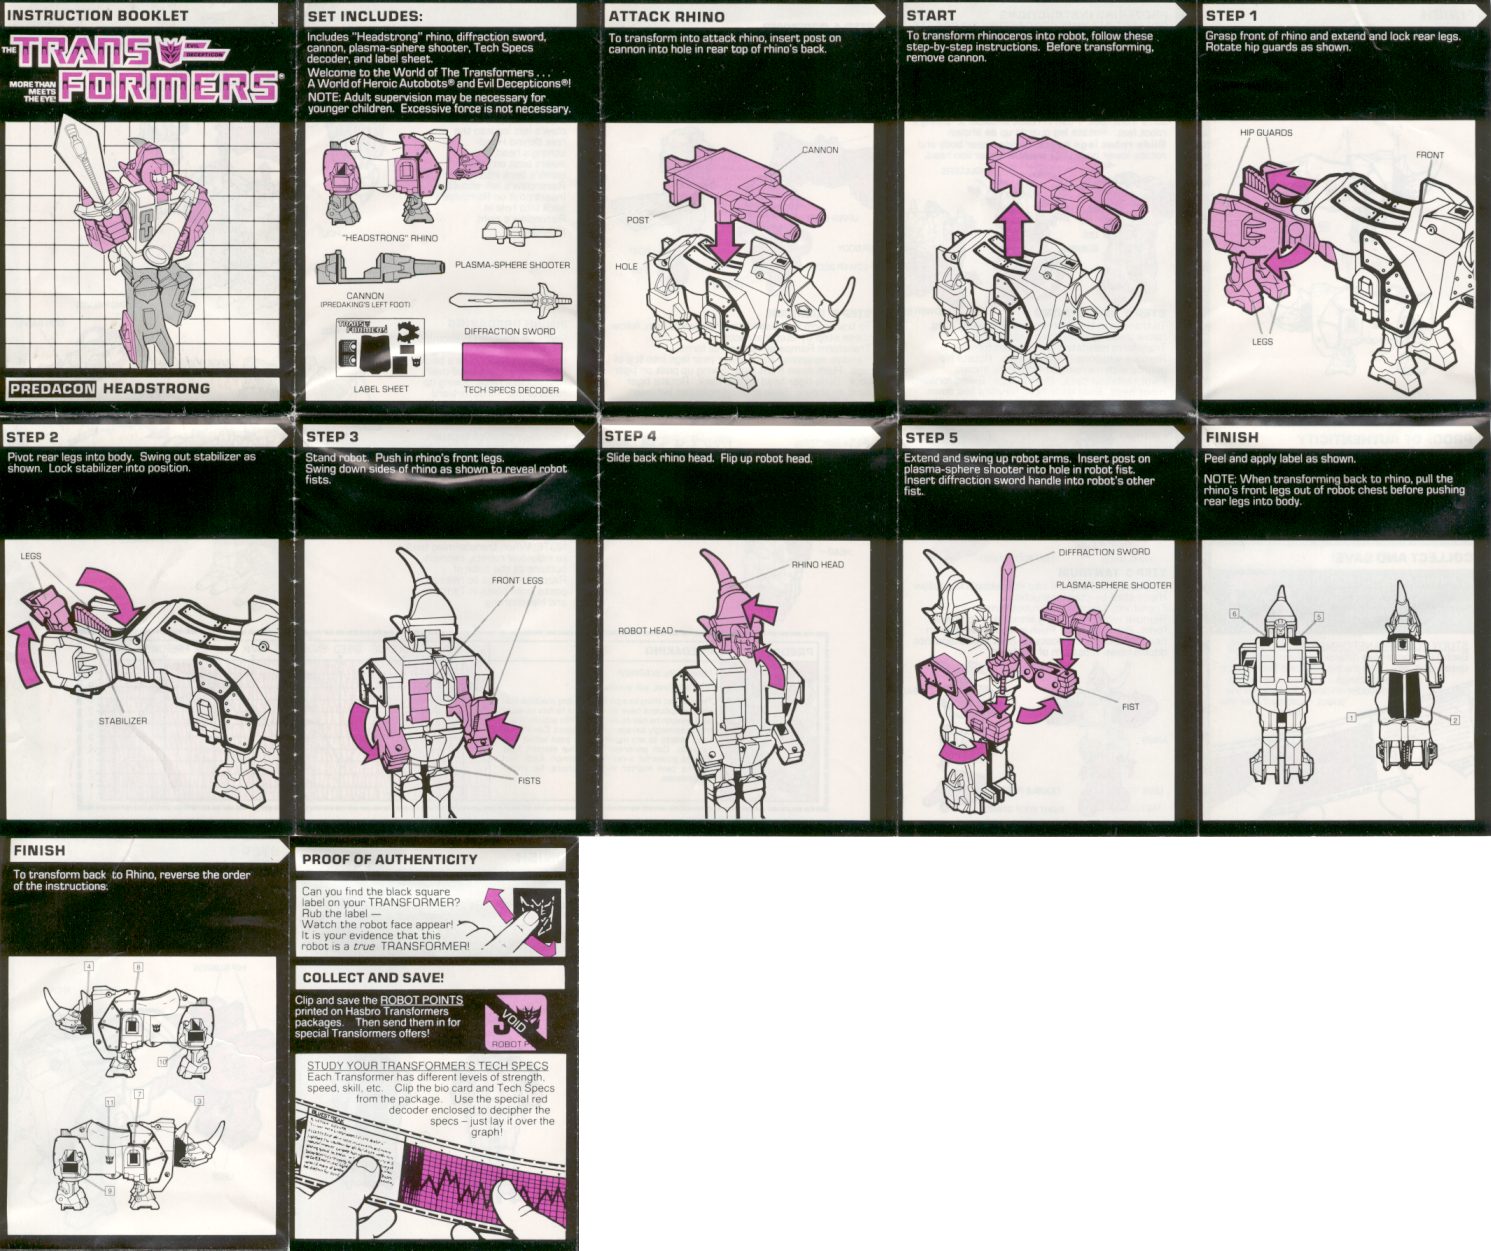 INSTRUCTION BOOKLET
THE TRANSFORMERS
EVIL DECEPTICON
MORE THAN
MEETS
THE EYE!
PREDACON HEADSTRONG
SET INCLUDES:
Includes "Headstrong" rhino, diffraction sword,
cannon, plasma-sphere shooter, Tech Specs
decoder, and label sheet.
Welcome to the World of The Transformers . . .
A World of Heroic Autobots® and Evil Decepticons®!
NOTE: Adult supervision may be necessary for
younger children. Excessive force is not necessary.
"HEADSTRONG" RHINO
PLASMA-SPHERE SHOOTER
CANNON
(PREDAKING'S LEFT FOOT)
DIFFRACTION SWORD
TRANSFORMERS
LABEL SHEET
TECH SPECS DECODER
ATTACK RHINO
To transform into attack rhino, insert post on
cannon into hole in rear top of rhino's back.
CANNON
POST
HOLE
START
To transform rhinoceros into robot, follow these
step-by-step instructions. Before transforming,
remove cannon.
STEP 1
Grasp front of rhino and extend and lock rear legs.
Rotate hip guards as shown.
HIP GUARDS
FRONT
LEGS
STEP 2
Pivot rear legs into body. Swing out stabilizer as
shown. Lock stabilizer into position.
LEGS
STABILIZER
STEP 3
Stand robot. Push in rhino's front legs.
Swing down sides of rhino as shown to reveal robot
fists.
FRONT LEGS
FISTS
STEP 4
Slide back rhino head. Flip up robot head.
RHINO HEAD
ROBOT HEAD
STEP 5
Extend and swing up robot arms. Insert post on
plasma-sphere shooter into hole in robot fist.
Insert diffraction sword handle into robot's other
fist.
DIFFRACTION SWORD
PLASMA-SPHERE SHOOTER
FIST
FINISH
Peel and apply label as shown.
NOTE: When transforming back to rhino, pull the
rhino's front legs out of robot chest before pushing
rear legs into body.
6
5
1
2
FINISH
To transform back to Rhino, reverse the order
of the instructions.
4
8
10
11
7
3
9
PROOF OF AUTHENTICITY
Can you find the black square
label on your TRANSFORMER?
Rub the label —
Watch the robot face appear!
It is your evidence that this
robot is a true TRANSFORMER!
COLLECT AND SAVE!
Clip and save the ROBOT POINTS
printed on Hasbro Transformers
packages. Then send them in for
special Transformers offers!
VOID
ROBOT P
STUDY YOUR TRANSFORMER'S TECH SPECS
Each Transformer has different levels of strength,
speed, skill, etc. Clip the bio card and Tech Specs
from the package. Use the special red
decoder enclosed to decipher the
specs – just lay it over the
graph!
BLUESTREAK